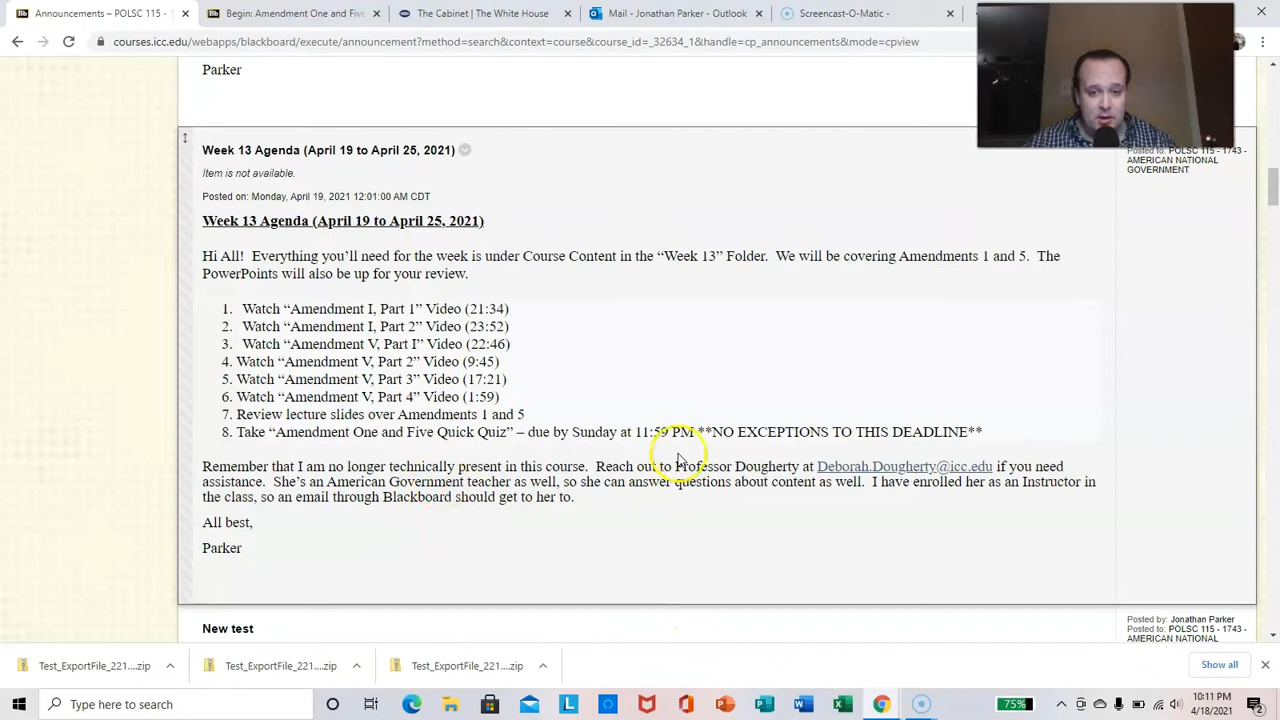 Announcements – POLSC 115 -
Begin: Amendment One and Five
The Cabinet | The White House
Mail - Jonathan Parker - Outlook
Screencast-O-Matic -
courses.icc.edu/webapps/blackboard/execute/announcement?method=search&context=course&course_id=_32634_1&handle=cp_announcements&mode=cpview
Parker
Week 13 Agenda (April 19 to April 25, 2021)
Item is not available.
Posted on: Monday, April 19, 2021 12:01:00 AM CDT
Posted to: POLSC 115 - 1743 -
AMERICAN NATIONAL
GOVERNMENT
Week 13 Agenda (April 19 to April 25, 2021)
Hi All! Everything you’ll need for the week is under Course Content in the “Week 13” Folder. We will be covering Amendments 1 and 5. The
PowerPoints will also be up for your review.
1. Watch “Amendment I, Part 1” Video (21:34)
2. Watch “Amendment I, Part 2” Video (23:52)
3. Watch “Amendment V, Part I” Video (22:46)
4. Watch “Amendment V, Part 2” Video (9:45)
5. Watch “Amendment V, Part 3” Video (17:21)
6. Watch “Amendment V, Part 4” Video (1:59)
7. Review lecture slides over Amendments 1 and 5
8. Take “Amendment One and Five Quick Quiz” – due by Sunday at 11:59 PM **NO EXCEPTIONS TO THIS DEADLINE**
Remember that I am no longer technically present in this course. Reach out to Professor Dougherty at Deborah.Dougherty@icc.edu if you need
assistance. She’s an American Government teacher as well, so she can answer questions about content as well. I have enrolled her as an Instructor in
the class, so an email through Blackboard should get to her to.
All best,
Parker
New test
Posted by: Jonathan Parker
Posted to: POLSC 115 - 1743 -
AMERICAN NATIONAL
Test_ExportFile_221....zip
Test_ExportFile_221....zip
Test_ExportFile_221....zip
Show all
Type here to search
75%
10:11 PM
4/18/2021
2